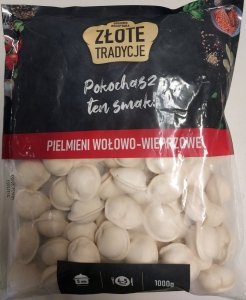 ZŁOTE
TRADYCJE
Pokochasz
ten smak!
PIELMIENI WOŁOWO-WIEPRZOWE
1000g